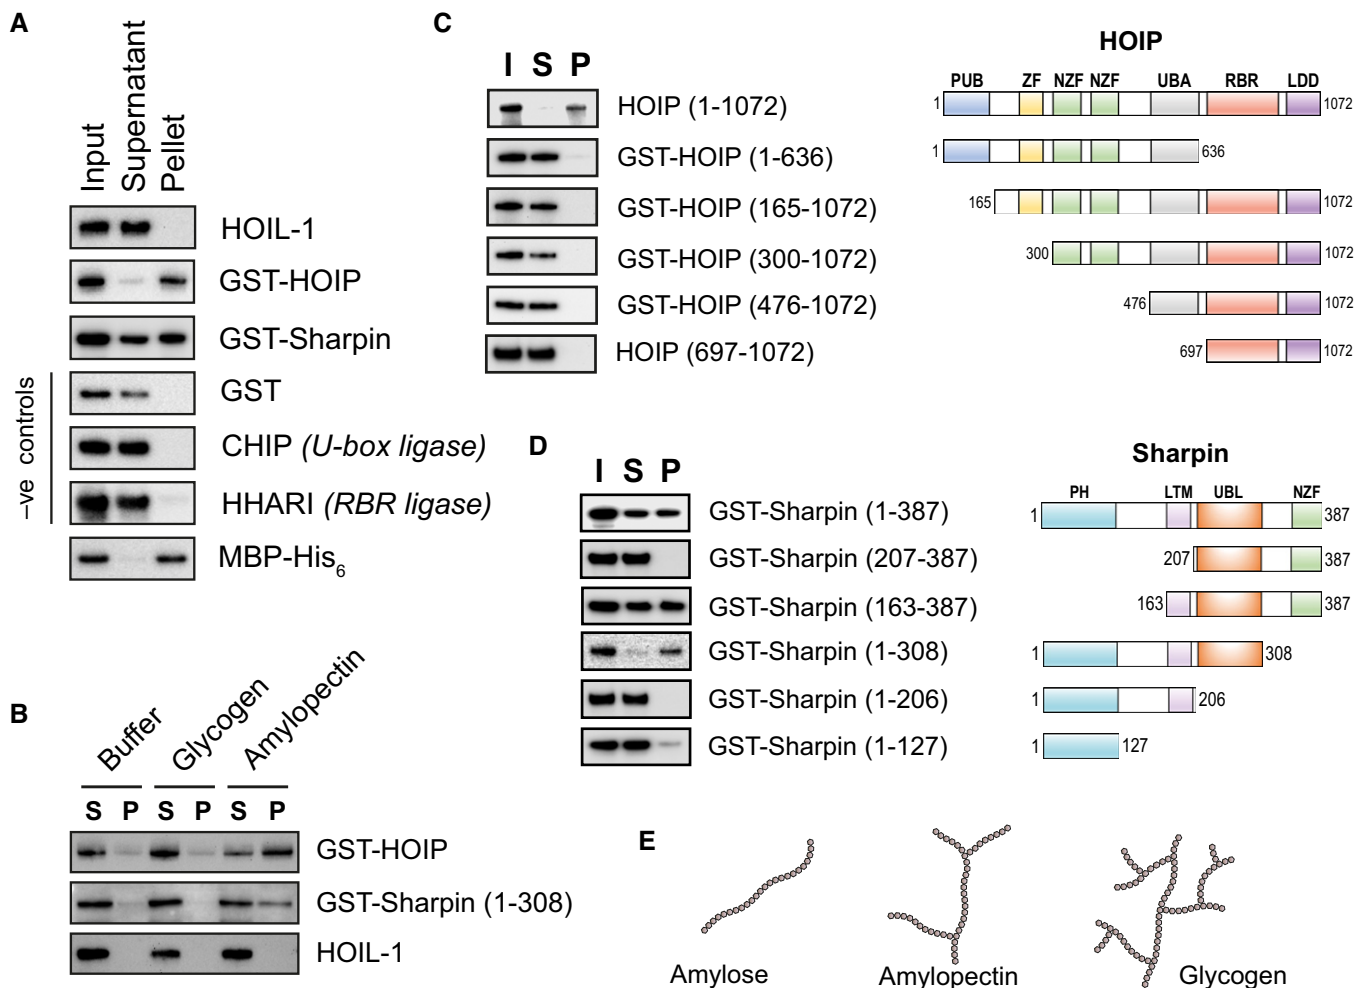 A
Input
Supernatant
Pellet
HOIL-1
GST-HOIP
GST-Sharpin
–ve controls
GST
CHIP (U-box ligase)
HHARI (RBR ligase)
MBP-His6
B
Buffer
Glycogen
Amylopectin
S P S P S P
GST-HOIP
GST-Sharpin (1-308)
HOIL-1
C
I S P
HOIP (1-1072)
GST-HOIP (1-636)
GST-HOIP (165-1072)
GST-HOIP (300-1072)
GST-HOIP (476-1072)
HOIP (697-1072)
HOIP
PUB ZF NZF NZF UBA RBR LDD
1 1072
1 636
165 1072
300 1072
476 1072
697 1072
D
I S P
GST-Sharpin (1-387)
GST-Sharpin (207-387)
GST-Sharpin (163-387)
GST-Sharpin (1-308)
GST-Sharpin (1-206)
GST-Sharpin (1-127)
Sharpin
PH LTM UBL NZF
1 387
207 387
163 387
1 308
1 206
1 127
E
Amylose
Amylopectin
Glycogen